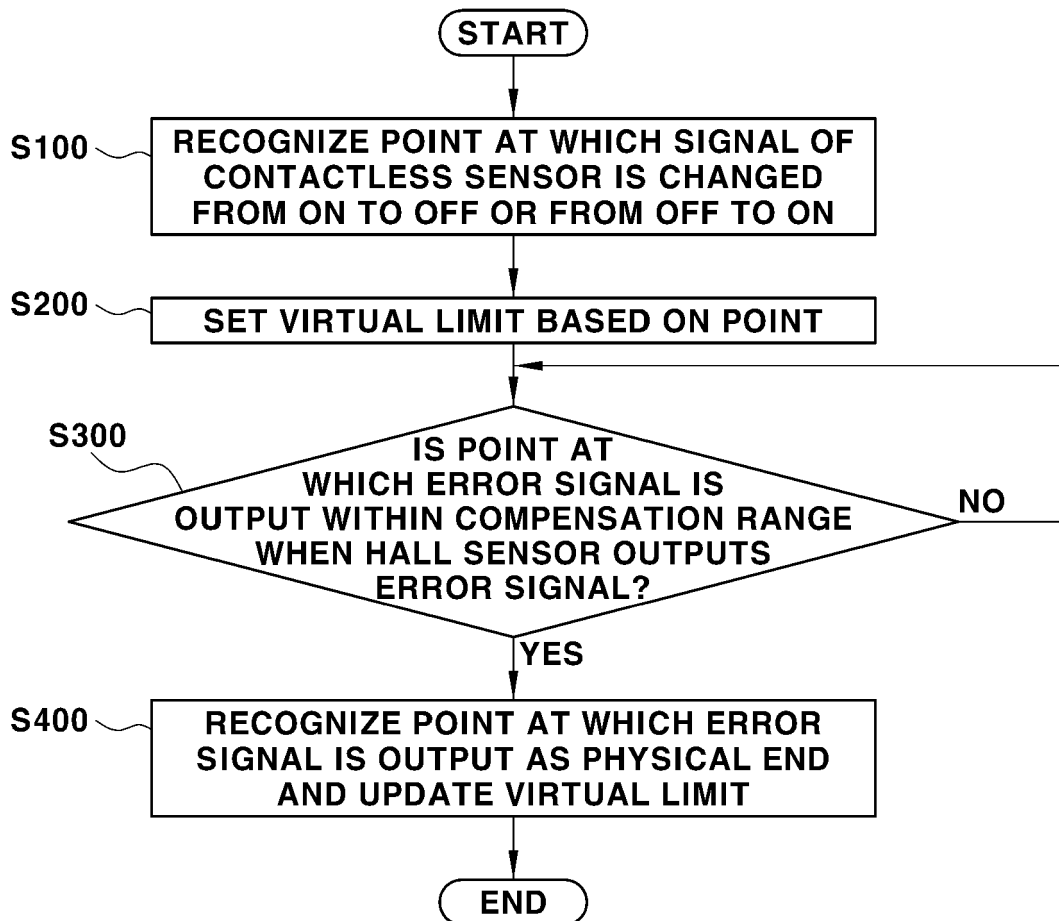 START
S100
RECOGNIZE POINT AT WHICH SIGNAL OF
CONTACTLESS SENSOR IS CHANGED
FROM ON TO OFF OR FROM OFF TO ON
S200
SET VIRTUAL LIMIT BASED ON POINT
S300
IS POINT AT
WHICH ERROR SIGNAL IS
OUTPUT WITHIN COMPENSATION RANGE
WHEN HALL SENSOR OUTPUTS
ERROR SIGNAL?
NO
YES
S400
RECOGNIZE POINT AT WHICH ERROR
SIGNAL IS OUTPUT AS PHYSICAL END
AND UPDATE VIRTUAL LIMIT
END